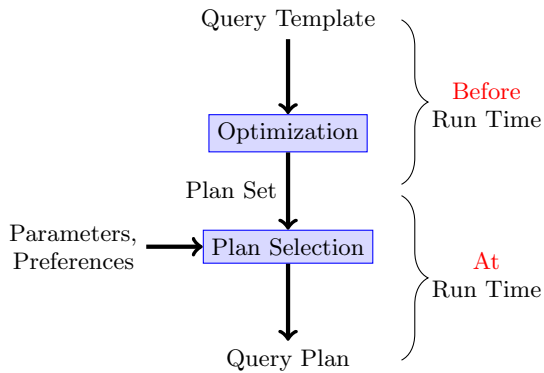 Query Template
Before
Run Time
Optimization
Plan Set
Parameters,
Preferences
Plan Selection
At
Run Time
Query Plan